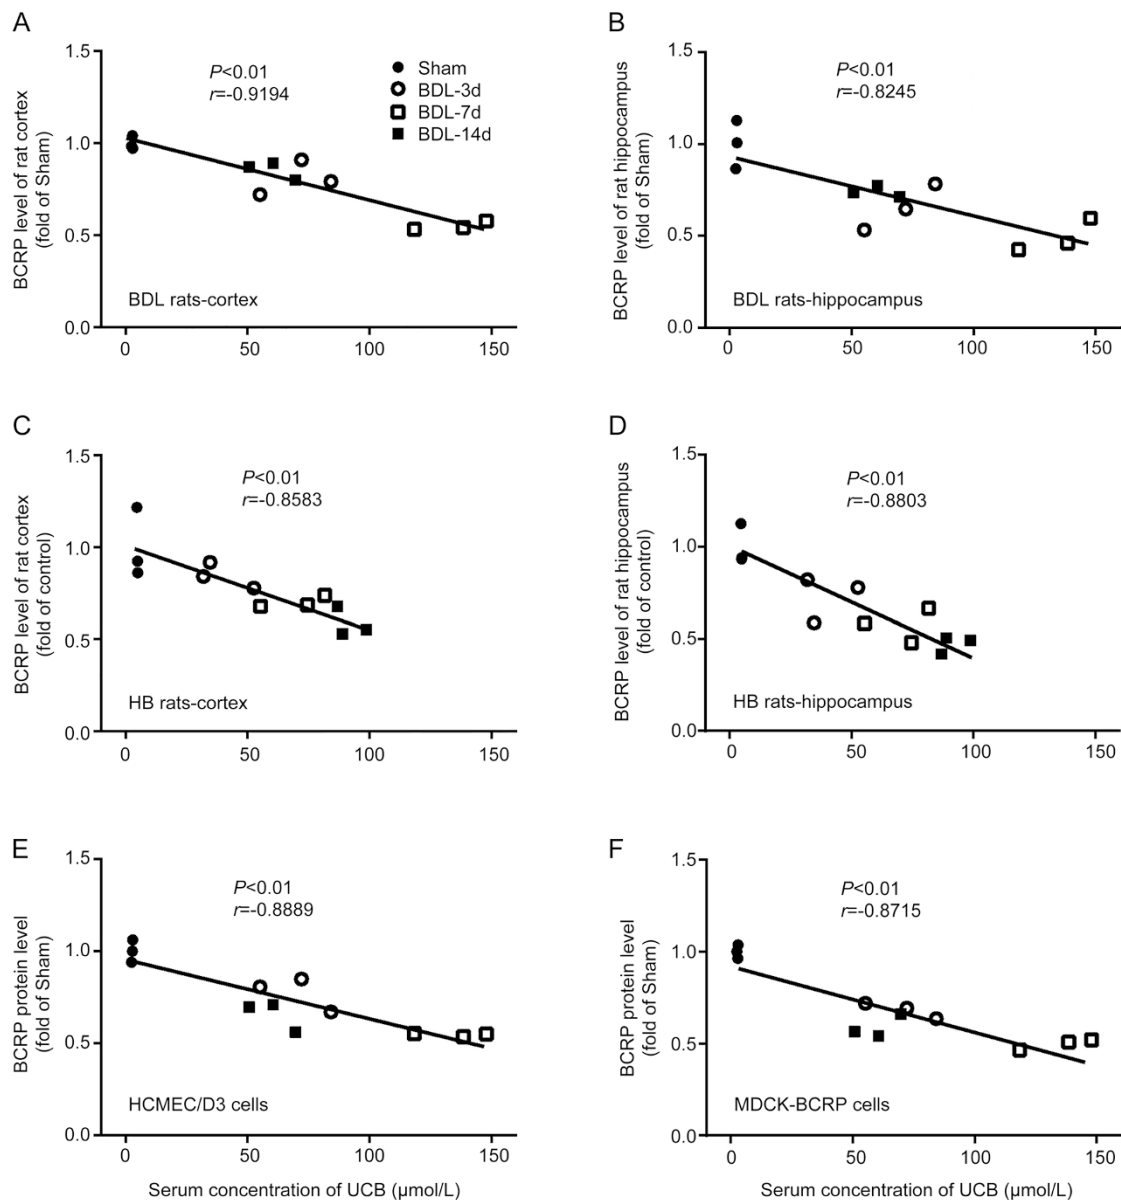 A
BCRP level of rat cortex
(fold of Sham)
1.5
1.0
0.5
0.0
P<0.01
r=-0.9194
Sham
BDL-3d
BDL-7d
BDL-14d
BDL rats-cortex
0
50
100
150
B
BCRP level of rat hippocampus
(fold of Sham)
1.5
1.0
0.5
0.0
P<0.01
r=-0.8245
BDL rats-hippocampus
0
50
100
150
C
BCRP level of rat cortex
(fold of control)
1.5
1.0
0.5
0.0
P<0.01
r=-0.8583
HB rats-cortex
0
50
100
150
D
BCRP level of rat hippocampus
(fold of control)
1.5
1.0
0.5
0.0
P<0.01
r=-0.8803
HB rats-hippocampus
0
50
100
150
E
BCRP protein level
(fold of Sham)
1.5
1.0
0.5
0.0
P<0.01
r=-0.8889
HCMEC/D3 cells
0
50
100
150
Serum concentration of UCB (μmol/L)
F
BCRP protein level
(fold of Sham)
1.5
1.0
0.5
0.0
P<0.01
r=-0.8715
MDCK-BCRP cells
0
50
100
150
Serum concentration of UCB (μmol/L)